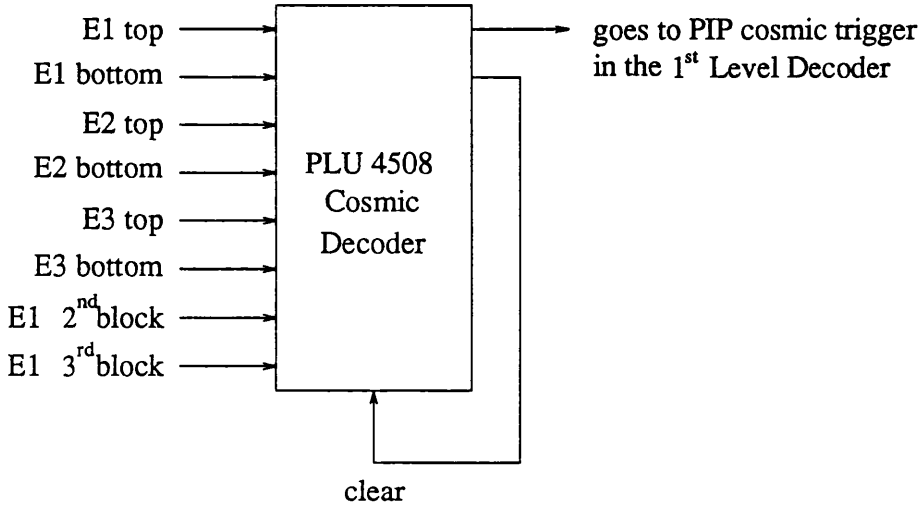 E1 top
E1 bottom
E2 top
E2 bottom
E3 top
E3 bottom
E1 2nd block
E1 3rd block
PLU 4508
Cosmic
Decoder
goes to PIP cosmic trigger
in the 1st Level Decoder
clear